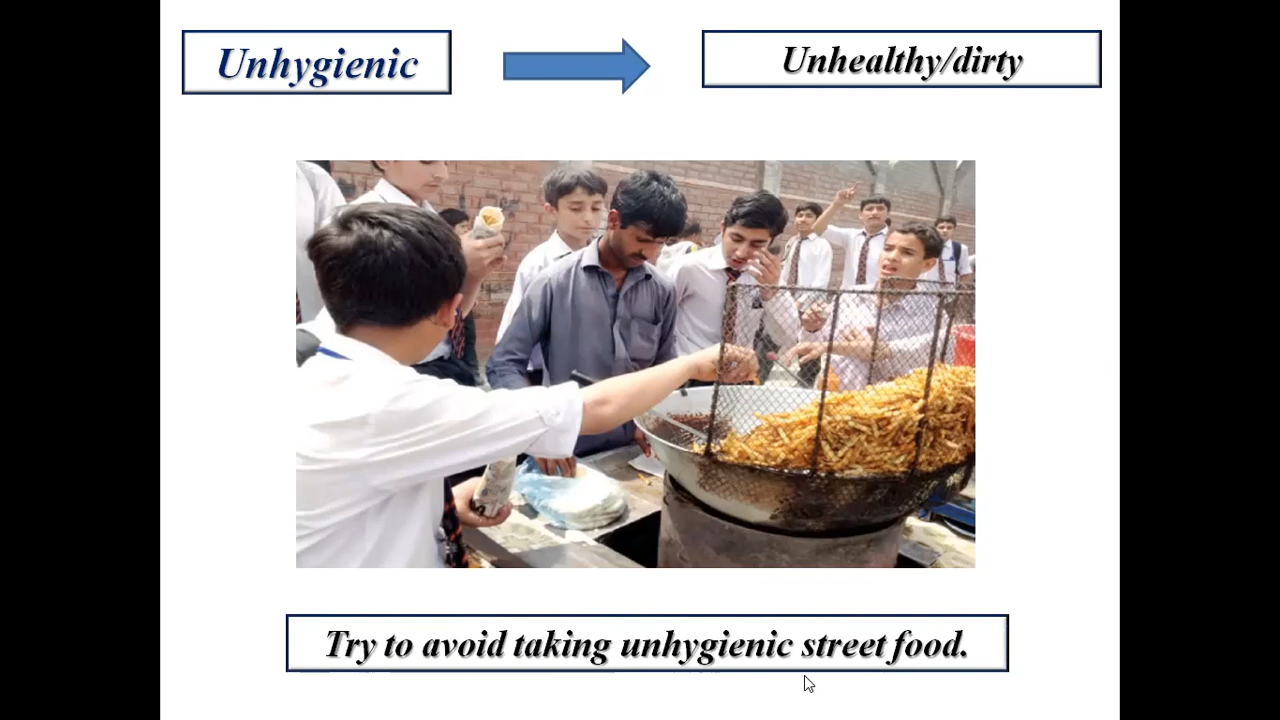 Unhygienic
Unhealthy/dirty
Try to avoid taking unhygienic street food.